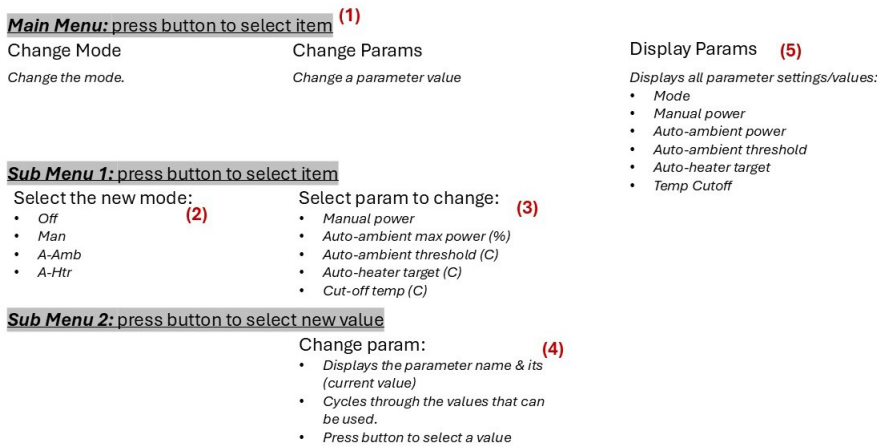 Main Menu: press button to select item (1)
Change Mode
Change the mode.
Change Params
Change a parameter value
Display Params (5)
Displays all parameter settings/values:
• Mode
• Manual power
• Auto-ambient power
• Auto-ambient threshold
• Auto-heater target
• Temp Cutoff
Sub Menu 1: press button to select item
Select the new mode:
(2)
• Off
• Man
• A-Amb
• A-Htr
Select param to change:
(3)
• Manual power
• Auto-ambient max power (%)
• Auto-ambient threshold (C)
• Auto-heater target (C)
• Cut-off temp (C)
Sub Menu 2: press button to select new value
Change param:
(4)
• Displays the parameter name & its
(current value)
• Cycles through the values that can
be used.
• Press button to select a value